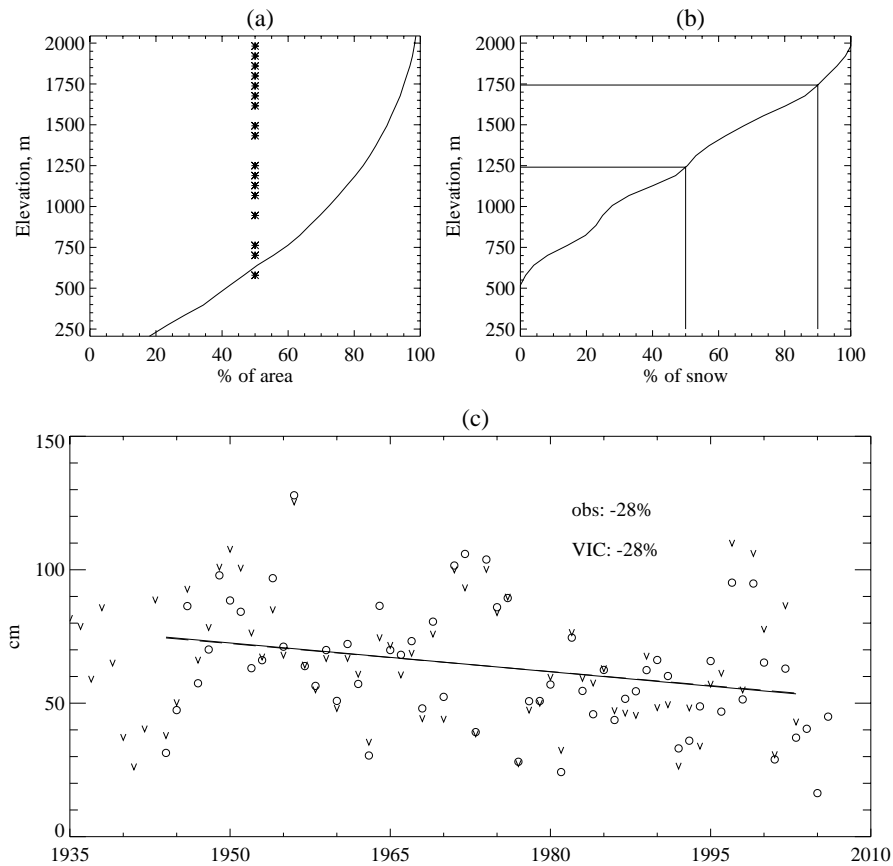 (a)
2000
1750
1500
1250
1000
750
500
250
Elevation, m
0 20 40 60 80 100
% of area
(b)
2000
1750
1500
1250
1000
750
500
250
Elevation, m
0 20 40 60 80 100
% of snow
(c)
150
100
50
0
cm
obs: -28%
VIC: -28%
1935 1950 1965 1980 1995 2010